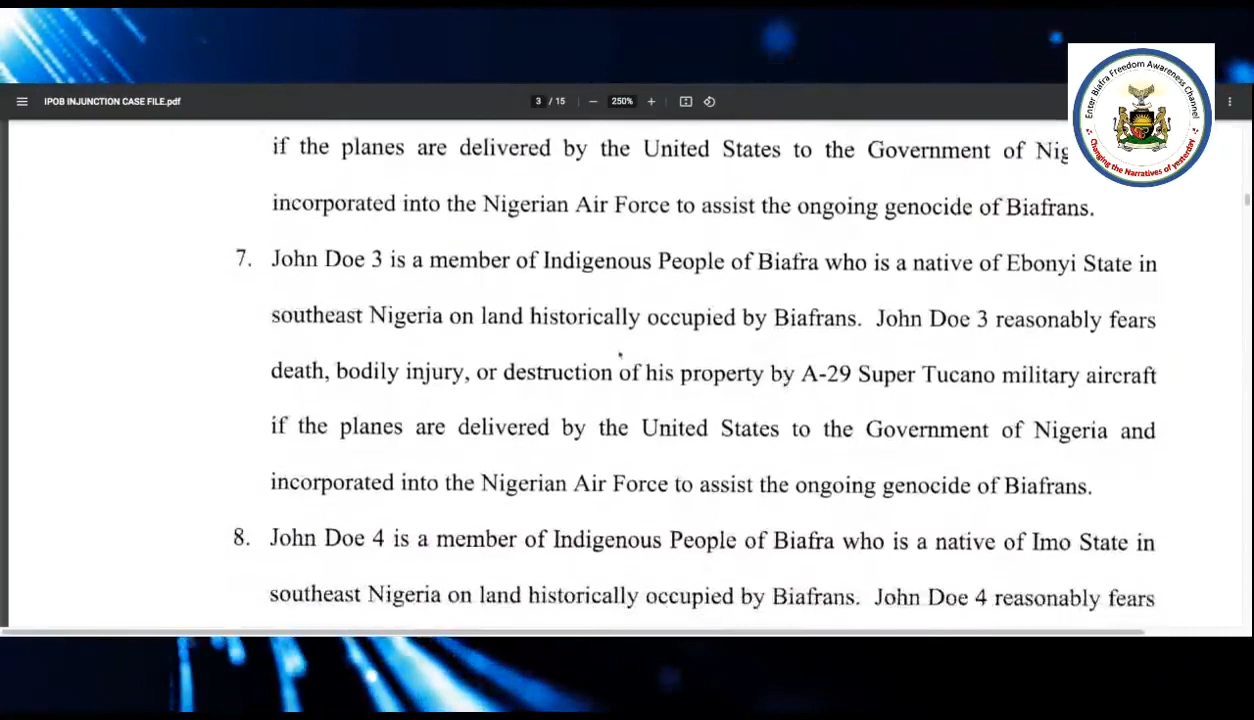 IPOB INJUNCTION CASE FILE.pdf
3 / 15
250%
Enter Biafra Freedom Awareness Channel
Changing the Narratives of yesterday
if the planes are delivered by the United States to the Government of Nig
incorporated into the Nigerian Air Force to assist the ongoing genocide of Biafrans.
7. John Doe 3 is a member of Indigenous People of Biafra who is a native of Ebonyi State in
southeast Nigeria on land historically occupied by Biafrans. John Doe 3 reasonably fears
death, bodily injury, or destruction of his property by A-29 Super Tucano military aircraft
if the planes are delivered by the United States to the Government of Nigeria and
incorporated into the Nigerian Air Force to assist the ongoing genocide of Biafrans.
8. John Doe 4 is a member of Indigenous People of Biafra who is a native of Imo State in
southeast Nigeria on land historically occupied by Biafrans. John Doe 4 reasonably fears